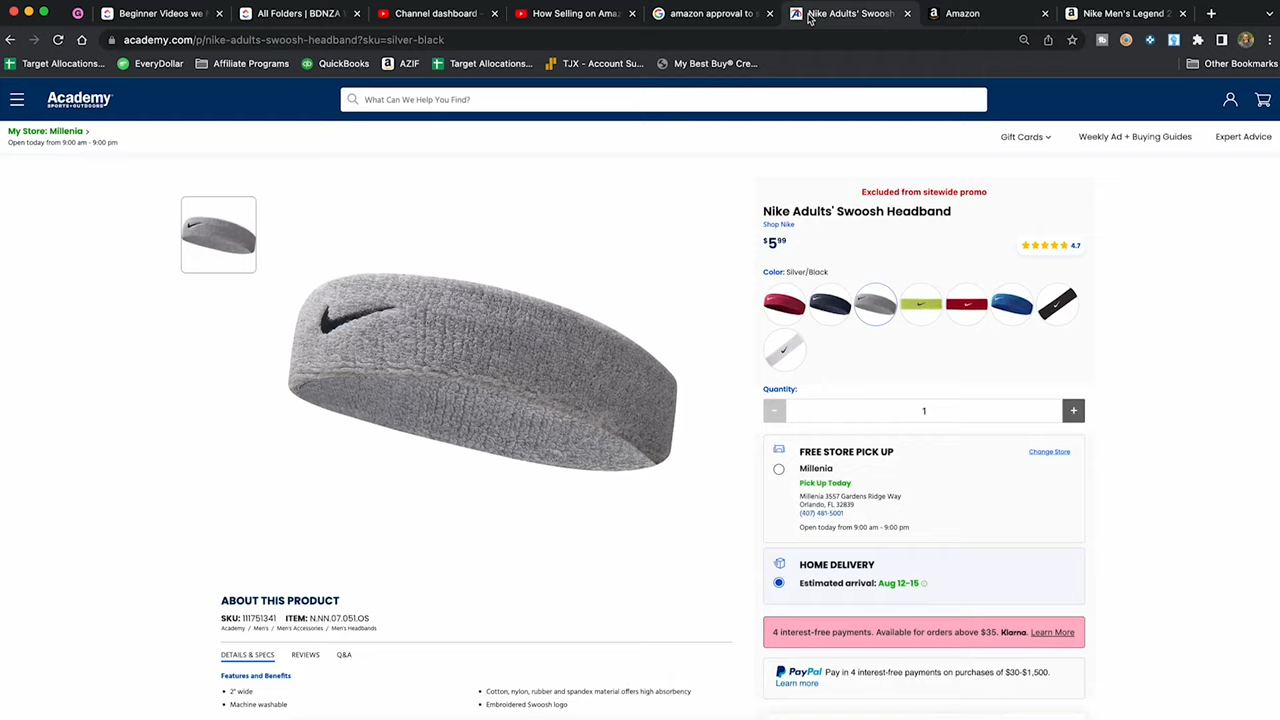 Beginner Videos we N
All Folders | BDNZA V
Channel dashboard -
How Selling on Amaz
amazon approval to s
Nike Adults' Swoosh
Amazon
Nike Men's Legend 2
academy.com/p/nike-adults-swoosh-headband?sku=silver-black
Target Allocations...
EveryDollar
Affiliate Programs
QuickBooks
AZIF
Target Allocations...
TJX - Account Su...
My Best Buy® Cre...
Other Bookmarks
Academy
SPORTS+OUTDOORS
What Can We Help You Find?
My Store: Millenia >
Open today from 9:00 am - 9:00 pm
Gift Cards
Weekly Ad + Buying Guides
Expert Advice
Excluded from sitewide promo
Nike Adults' Swoosh Headband
Shop Nike
$5 99
4.7
Color: Silver/Black
Quantity:
- 1 +
FREE STORE PICK UP
Change Store
Millenia
Pick Up Today
Millenia 3557 Gardens Ridge Way
Orlando, FL 32839
(407) 481-5001
Open today from 9:00 am - 9:00 pm
HOME DELIVERY
Estimated arrival: Aug 12-15
4 interest-free payments. Available for orders above $35. Klarna. Learn More
PayPal Pay in 4 interest-free payments on purchases of $30-$1,500.
Learn more
ABOUT THIS PRODUCT
SKU: 111751341 ITEM: N.NN.07.051.OS
Academy / Men's / Men's Accessories / Men's Headbands
DETAILS & SPECS
REVIEWS
Q&A
Features and Benefits
• 2" wide
• Machine washable
• Cotton, nylon, rubber and spandex material offers high absorbency
• Embroidered Swoosh logo